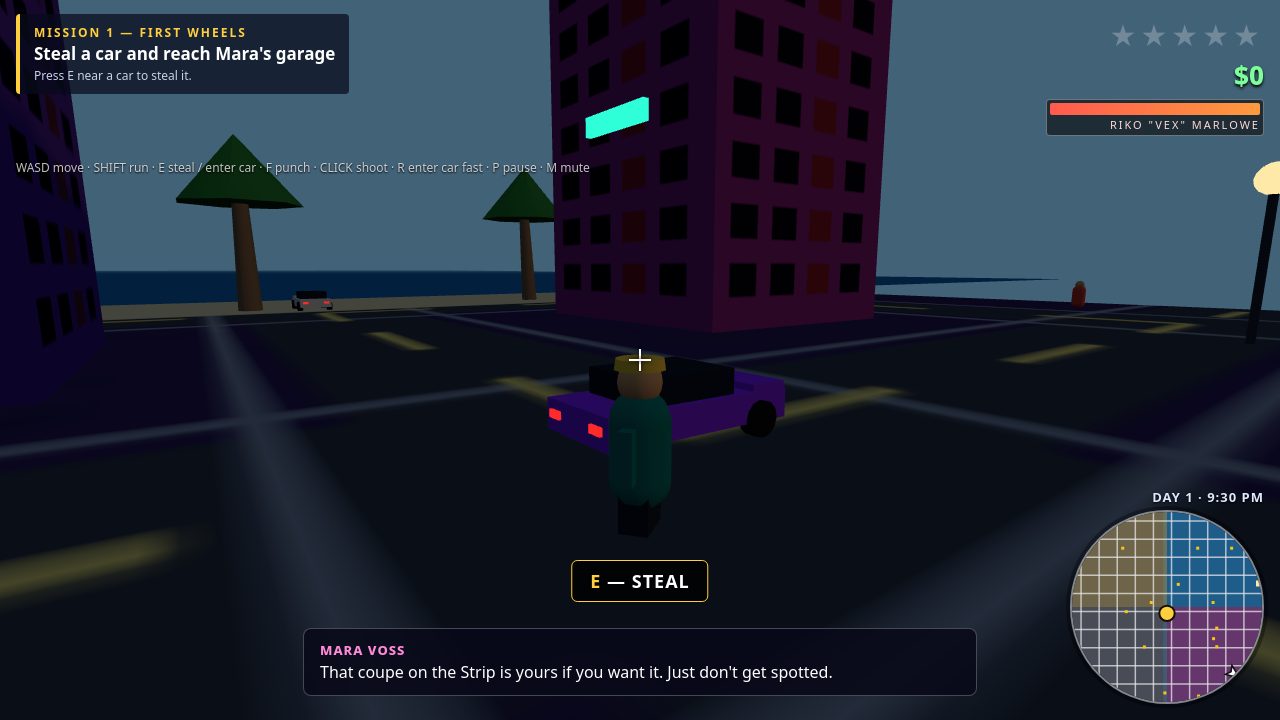 MISSION 1 — FIRST WHEELS
Steal a car and reach Mara's garage
Press E near a car to steal it.
$0
RIKO "VEX" MARLOWE
WASD move · SHIFT run · E steal / enter car · F punch · CLICK shoot · R enter car fast · P pause · M mute
DAY 1 · 9:30 PM
E — STEAL
MARA VOSS
That coupe on the Strip is yours if you want it. Just don't get spotted.